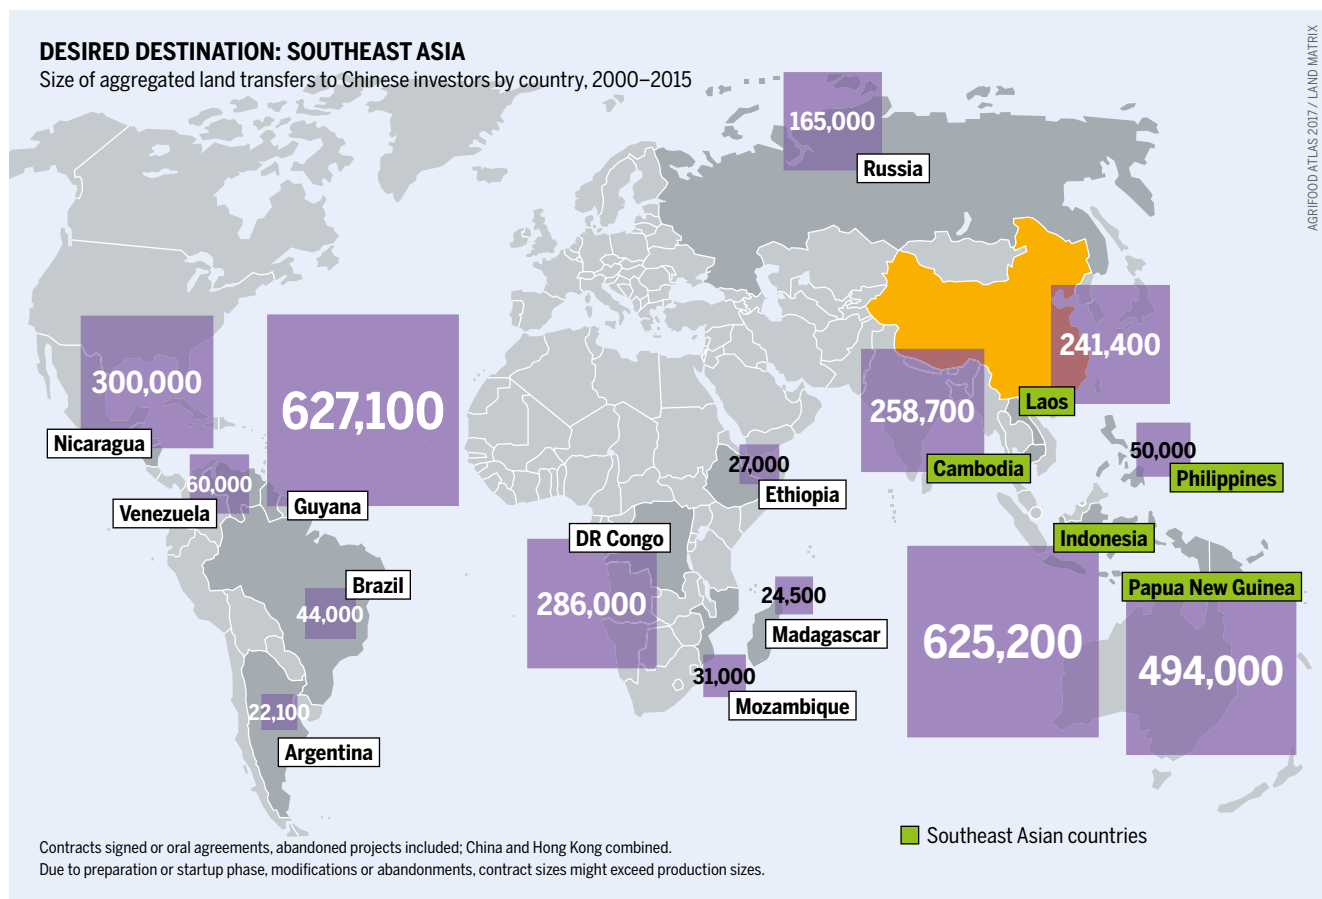 DESIRED DESTINATION: SOUTHEAST ASIA
Size of aggregated land transfers to Chinese investors by country, 2000–2015
AGRIFOOD ATLAS 2017 / LAND MATRIX
165,000
Russia
300,000
Nicaragua
627,100
Guyana
60,000
Venezuela
241,400
Laos
258,700
Cambodia
50,000
Philippines
27,000
Ethiopia
DR Congo
286,000
Indonesia
625,200
Papua New Guinea
494,000
Brazil
44,000
24,500
Madagascar
31,000
Mozambique
22,100
Argentina
Southeast Asian countries
Contracts signed or oral agreements, abandoned projects included; China and Hong Kong combined.
Due to preparation or startup phase, modifications or abandonments, contract sizes might exceed production sizes.